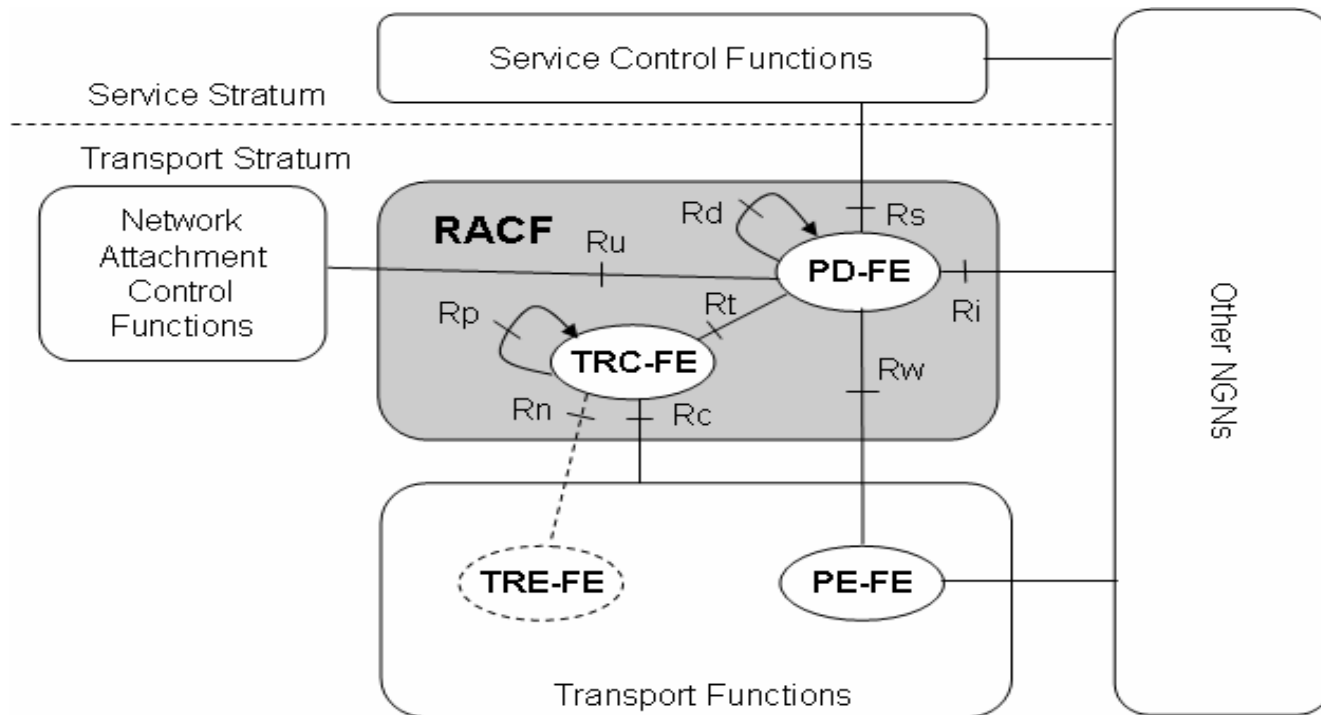 Service Control Functions
Service Stratum
Transport Stratum
Network
Attachment
Control
Functions
RACF
Rd
Rs
Ru
PD-FE
Ri
Rp
Rt
TRC-FE
Rw
Rn
Rc
Other NGNs
TRE-FE
PE-FE
Transport Functions